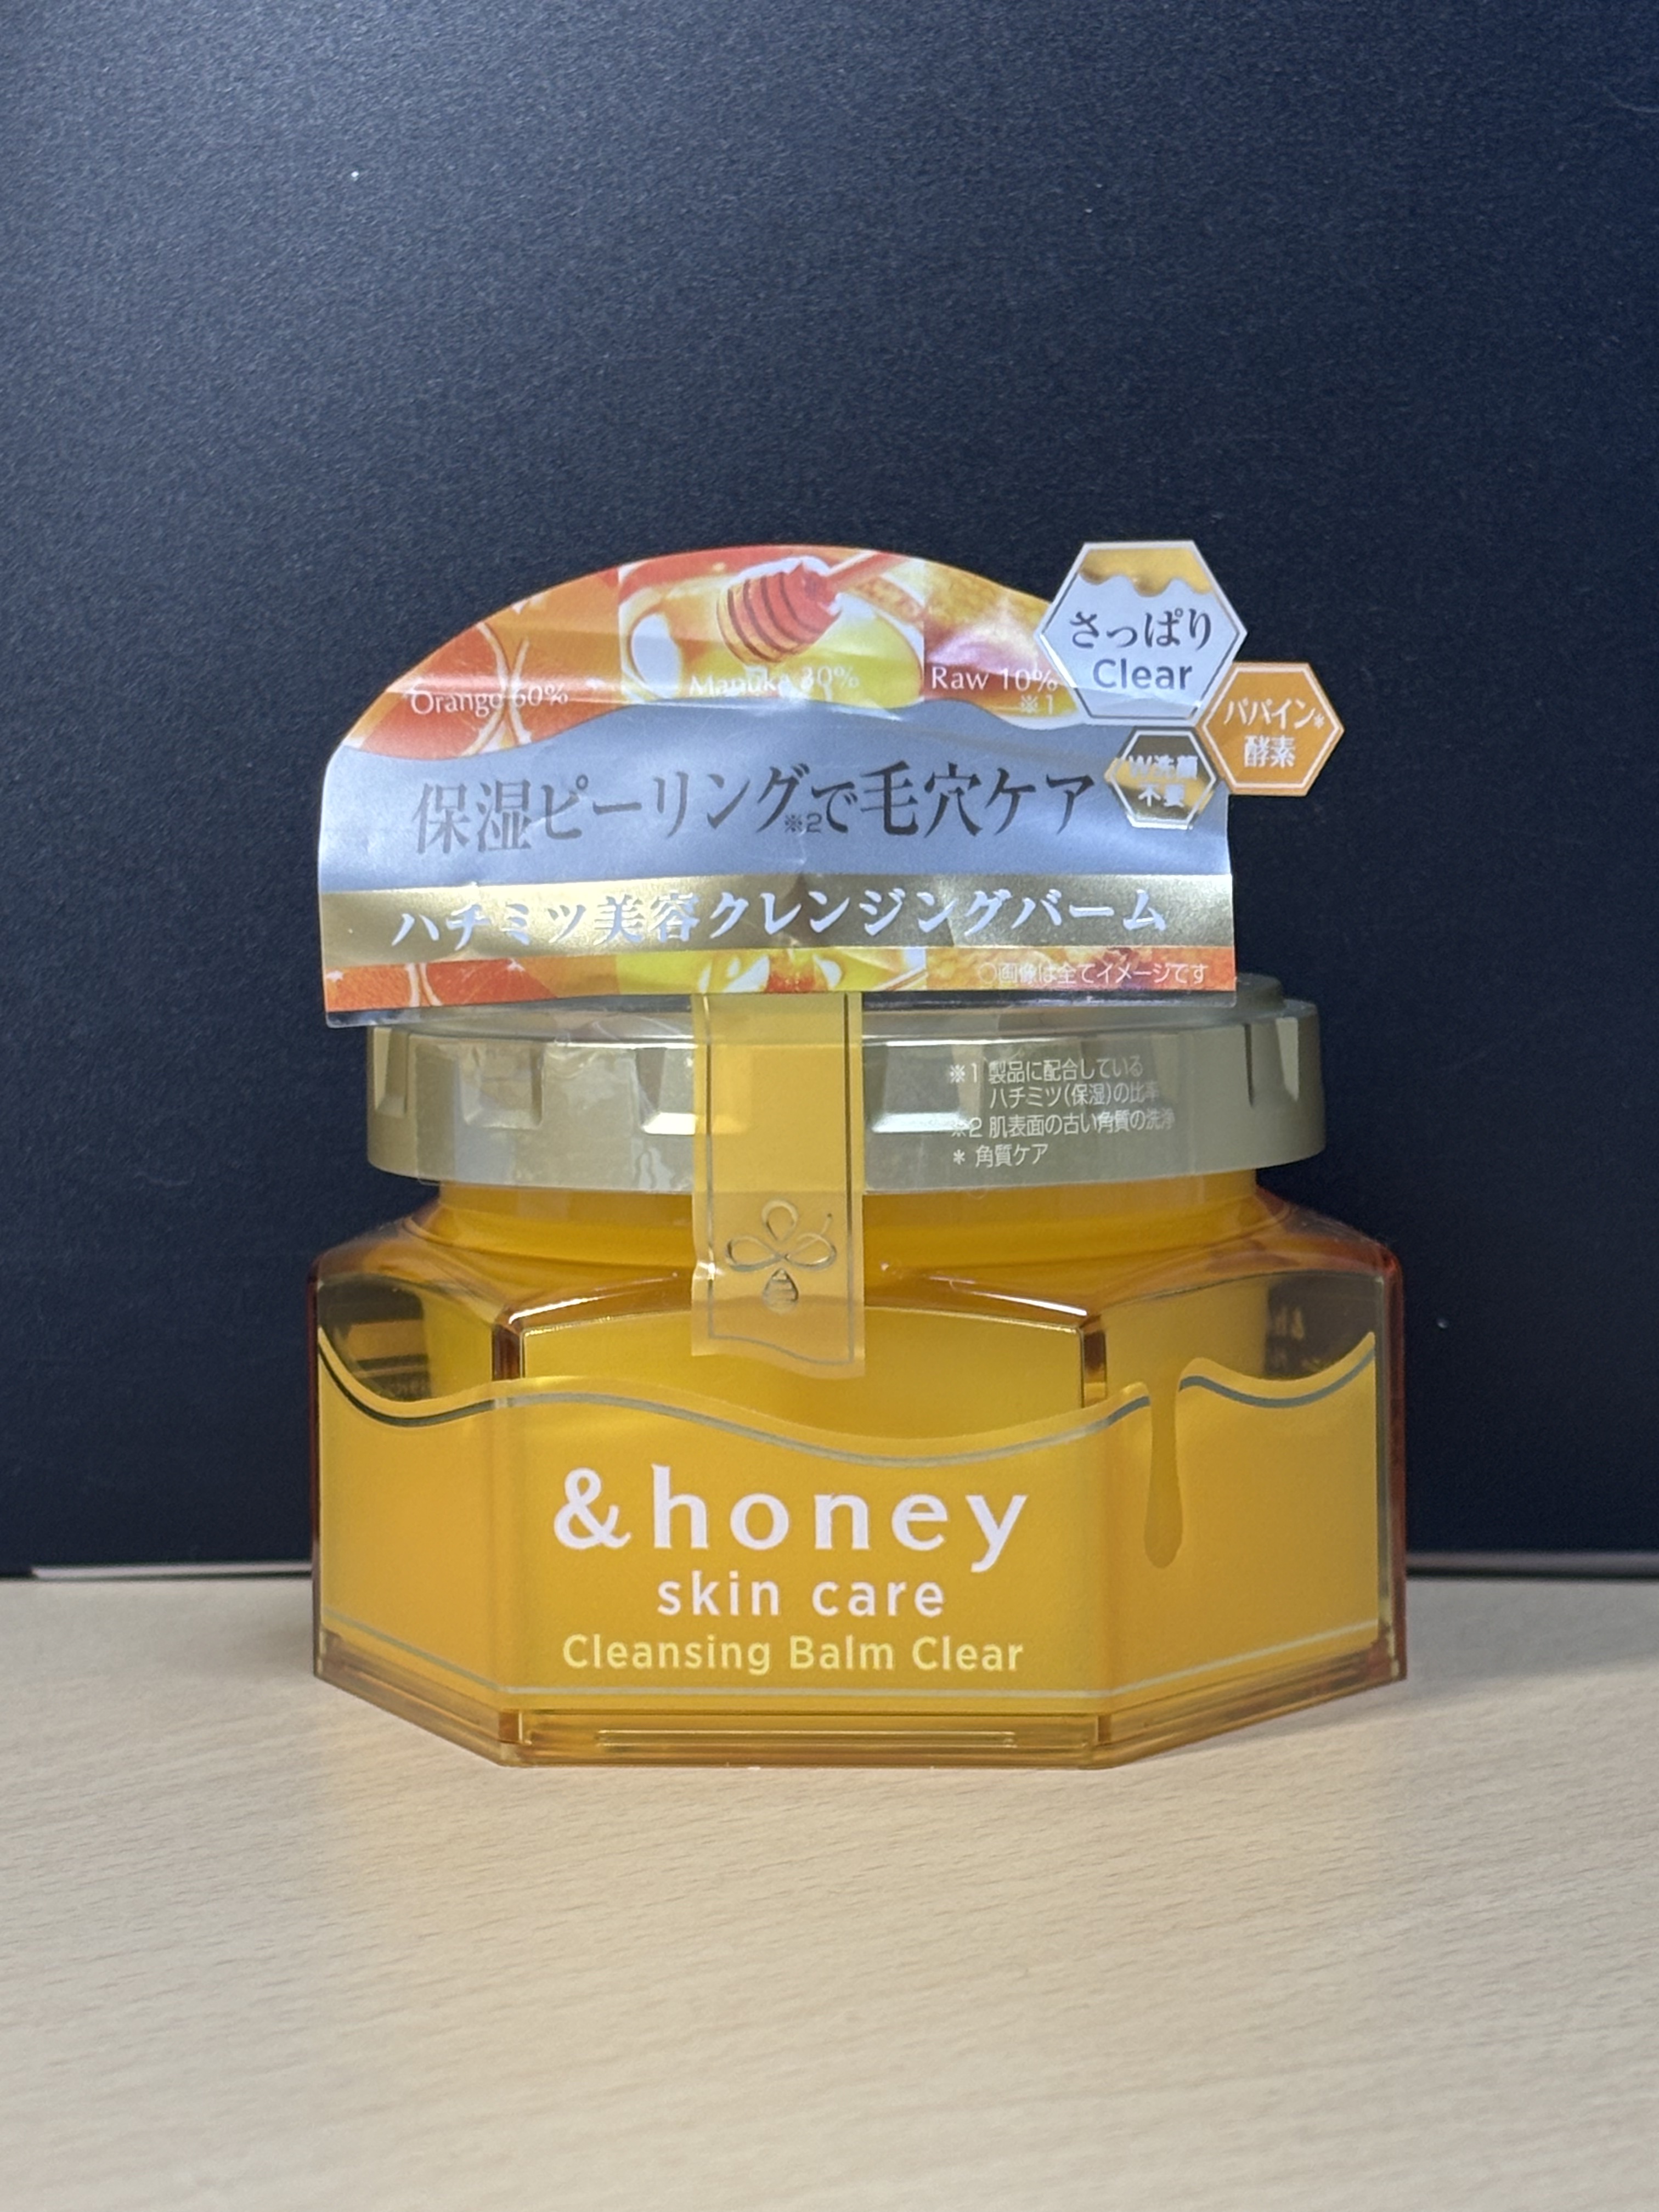 さっぱり
Clear
Orange 60%
Manuka 30%
Raw 10%
※1
パパイン*
酵素
W洗顔
不要
保湿ピーリング※2で毛穴ケア
ハチミツ美容クレンジングバーム
○画像は全てイメージです
※1 製品に配合している
ハチミツ(保湿)の比率
※2 肌表面の古い角質の洗浄
* 角質ケア
&honey
skin care
Cleansing Balm Clear